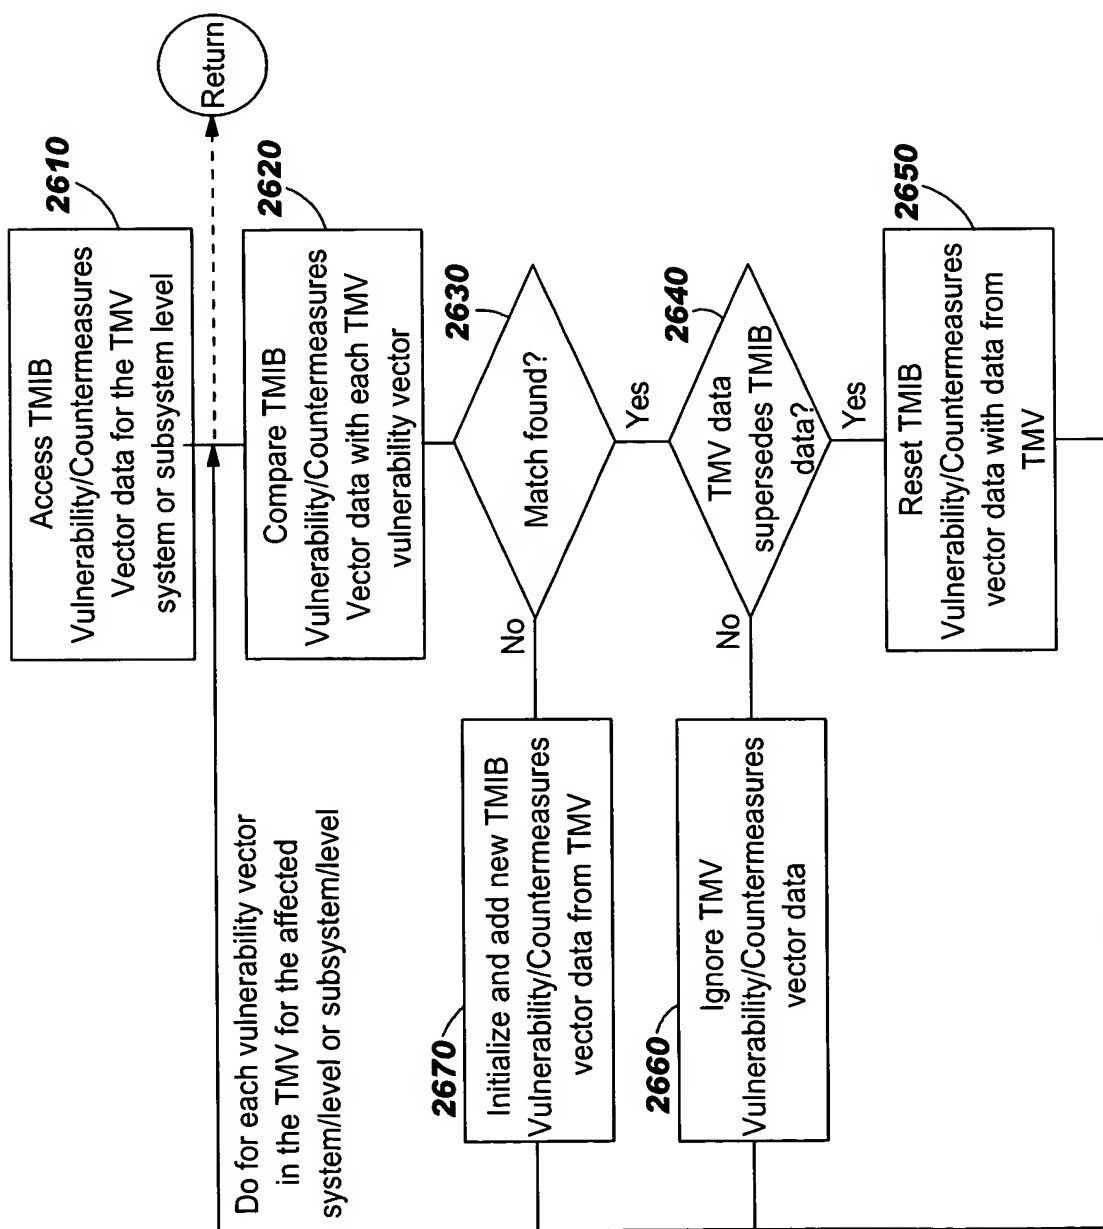 Access TMIB
Vulnerability/Countermeasures
Vector data for the TMV
system or subsystem level
2610
Return
Do for each vulnerability vector
in the TMV for the affected
system/level or subsystem/level
Compare TMIB
Vulnerability/Countermeasures
Vector data with each TMV
vulnerability vector
2620
Match found?
2630
No
Yes
2670
Initialize and add new TMIB
Vulnerability/Countermeasures
vector data from TMV
TMV data
supersedes TMIB
data?
2640
No
Yes
2660
Ignore TMV
Vulnerability/Countermeasures
vector data
Reset TMIB
Vulnerability/Countermeasures
vector data with data from
TMV
2650